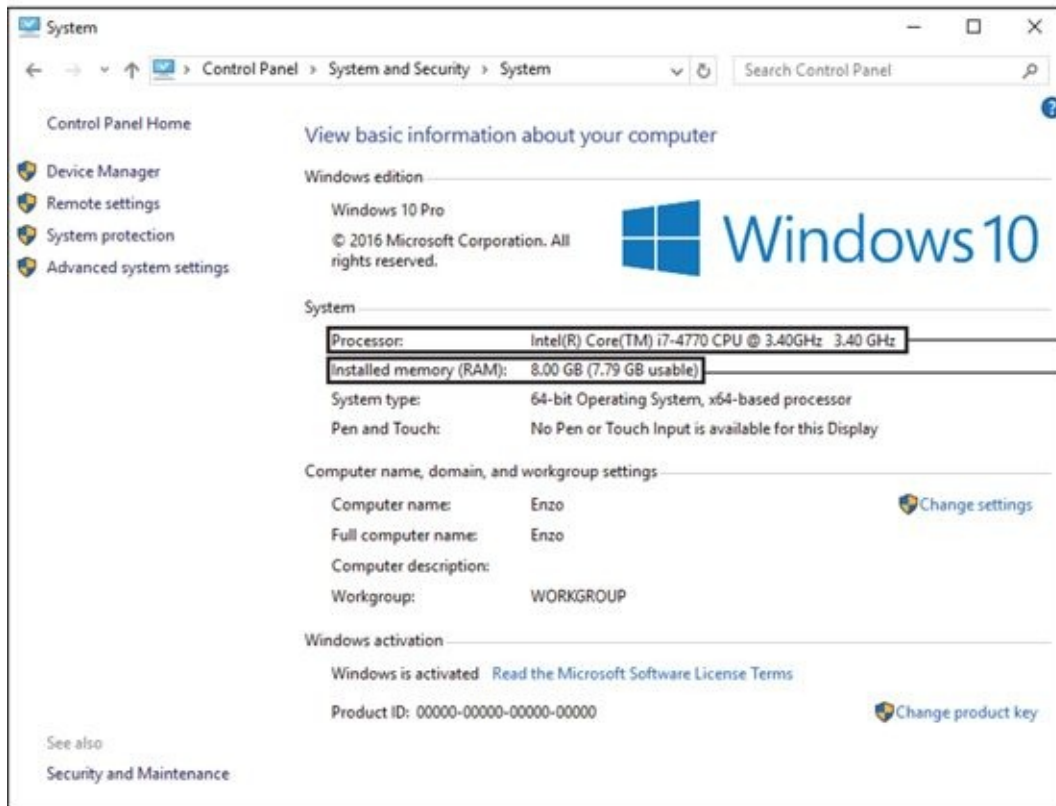 System
Control Panel > System and Security > System
Search Control Panel
?
Control Panel Home
Device Manager
Remote settings
System protection
Advanced system settings
View basic information about your computer
Windows edition
Windows 10 Pro
© 2016 Microsoft Corporation. All
rights reserved.
Windows 10
System
Processor: Intel(R) Core(TM) i7-4770 CPU @ 3.40GHz 3.40 GHz
Installed memory (RAM): 8.00 GB (7.79 GB usable)
System type: 64-bit Operating System, x64-based processor
Pen and Touch: No Pen or Touch Input is available for this Display
Computer name, domain, and workgroup settings
Computer name: Enzo
Change settings
Full computer name: Enzo
Computer description:
Workgroup: WORKGROUP
Windows activation
Windows is activated Read the Microsoft Software License Terms
Product ID: 00000-00000-00000-00000
Change product key
See also
Security and Maintenance